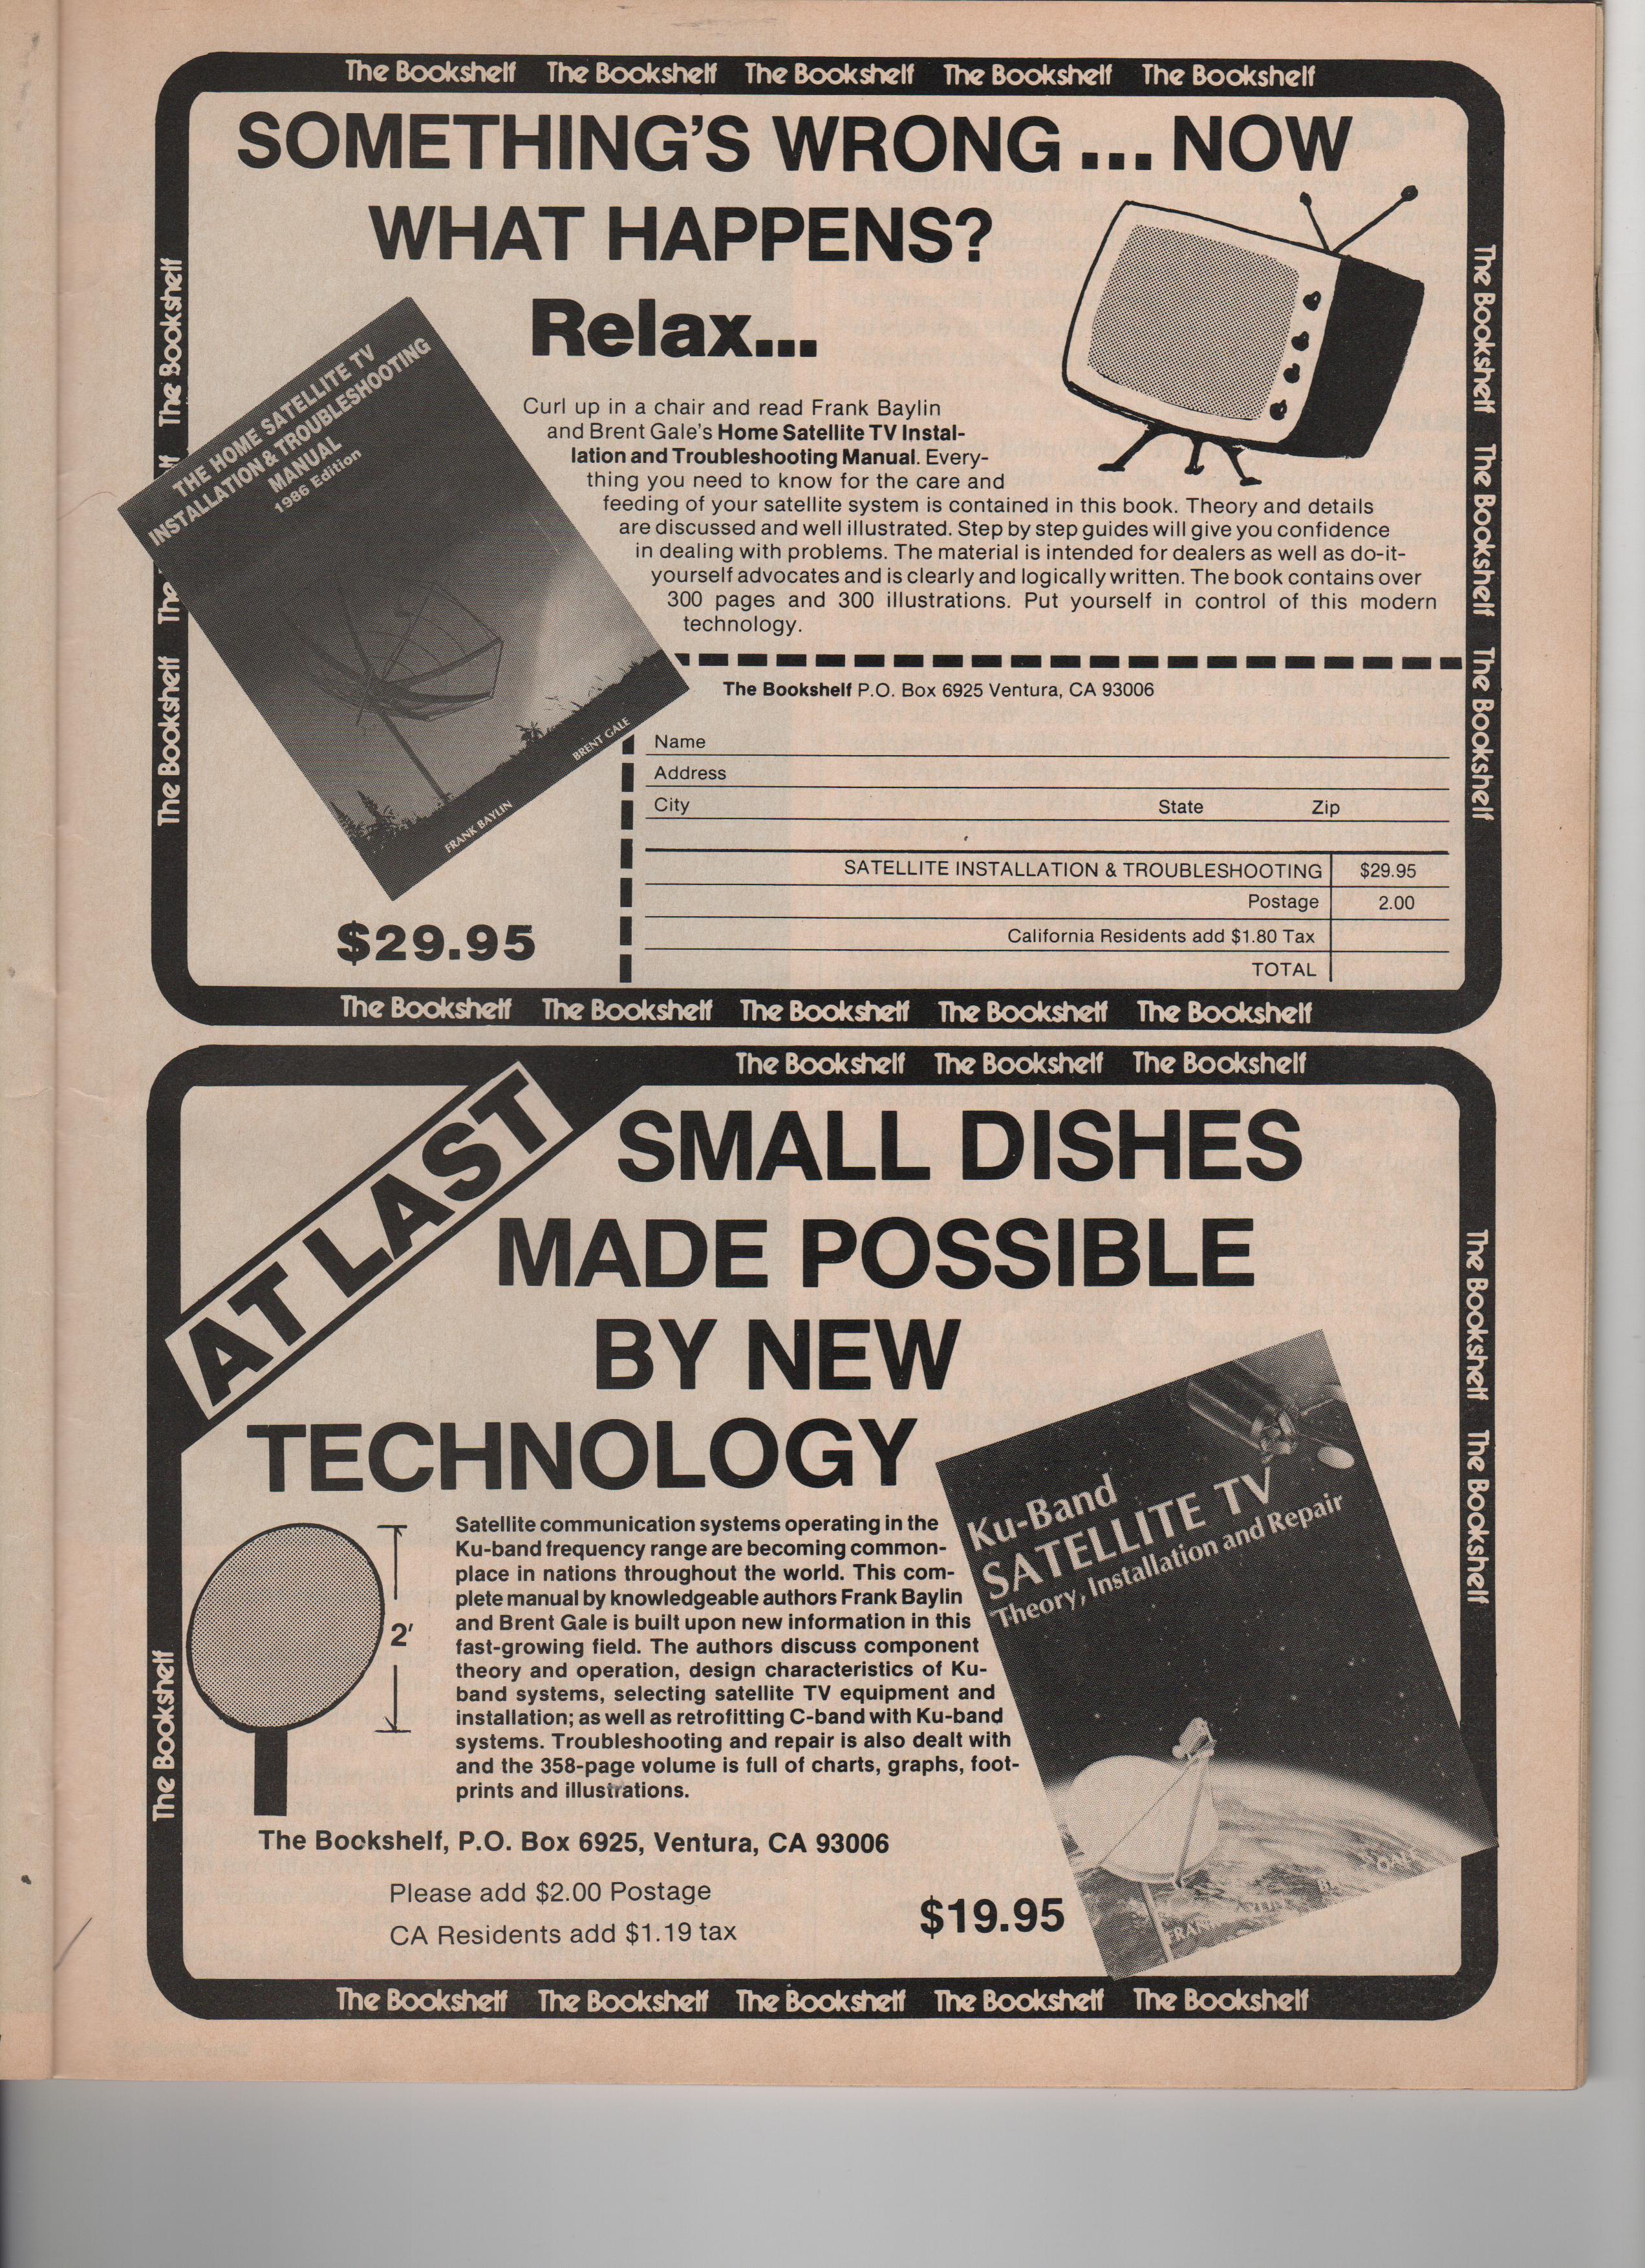 The Bookshelf The Bookshelf The Bookshelf The Bookshelf The Bookshelf
SOMETHING'S WRONG ... NOW
WHAT HAPPENS?
Relax...
THE HOME SATELLITE TV
INSTALLATION & TROUBLESHOOTING
MANUAL
1986 Edition
FRANK BAYLIN
BRENT GALE
Curl up in a chair and read Frank Baylin
and Brent Gale's Home Satellite TV Instal-
lation and Troubleshooting Manual. Every-
thing you need to know for the care and
feeding of your satellite system is contained in this book. Theory and details
are discussed and well illustrated. Step by step guides will give you confidence
in dealing with problems. The material is intended for dealers as well as do-it-
yourself advocates and is clearly and logically written. The book contains over
300 pages and 300 illustrations. Put yourself in control of this modern
technology.
The Bookshelf P.O. Box 6925 Ventura, CA 93006
Name
Address
City State Zip
SATELLITE INSTALLATION & TROUBLESHOOTING $29.95
Postage 2.00
California Residents add $1.80 Tax
TOTAL
$29.95
The Bookshelf
The
lf
The Bookshelf
The Bookshelf The Bookshelf The Bookshelf
The Bookshelf The Bookshelf The Bookshelf The Bookshelf The Bookshelf
The Bookshelf The Bookshelf The Bookshelf
AT LAST
SMALL DISHES
MADE POSSIBLE
BY NEW
TECHNOLOGY
2'
Satellite communication systems operating in the
Ku-band frequency range are becoming common-
place in nations throughout the world. This com-
plete manual by knowledgeable authors Frank Baylin
and Brent Gale is built upon new information in this
fast-growing field. The authors discuss component
theory and operation, design characteristics of Ku-
band systems, selecting satellite TV equipment and
installation; as well as retrofitting C-band with Ku-band
systems. Troubleshooting and repair is also dealt with
and the 358-page volume is full of charts, graphs, foot-
prints and illustrations.
Ku-Band
SATELLITE TV
Theory, Installation and Repair
The Bookshelf, P.O. Box 6925, Ventura, CA 93006
Please add $2.00 Postage
CA Residents add $1.19 tax
$19.95
The Bookshelf
The Bookshelf The Bookshelf
The Bookshelf The Bookshelf The Bookshelf The Bookshelf The Bookshelf